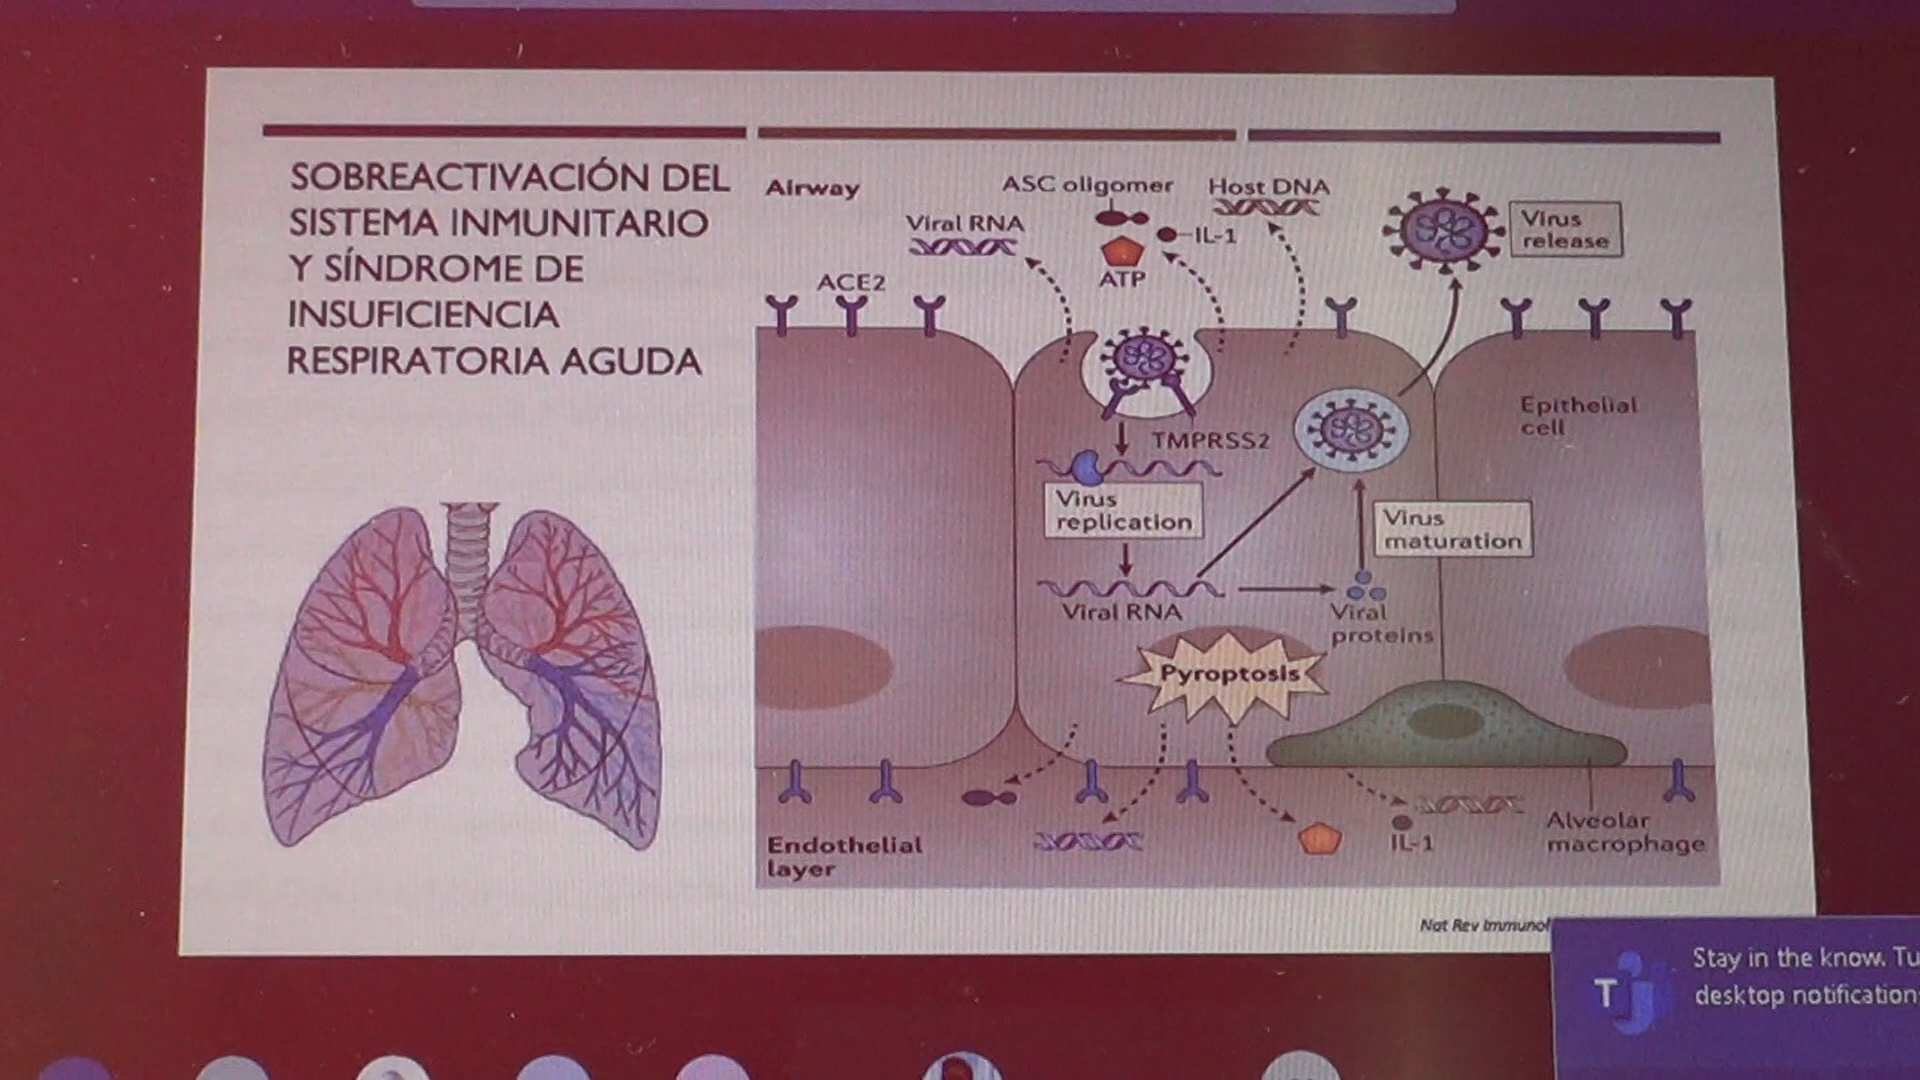 SOBREACTIVACIÓN DEL
SISTEMA INMUNITARIO
Y SÍNDROME DE
INSUFICIENCIA
RESPIRATORIA AGUDA
Airway
ASC oligomer
Host DNA
Viral RNA
IL-1
ATP
ACE2
Virus
release
Epithelial
cell
TMPRSS2
Virus
replication
Virus
maturation
Viral RNA
Viral
proteins
Pyroptosis
Endothelial
layer
IL-1
Alveolar
macrophage
Nat Rev Immunol
T
Stay in the know. Tu
desktop notification